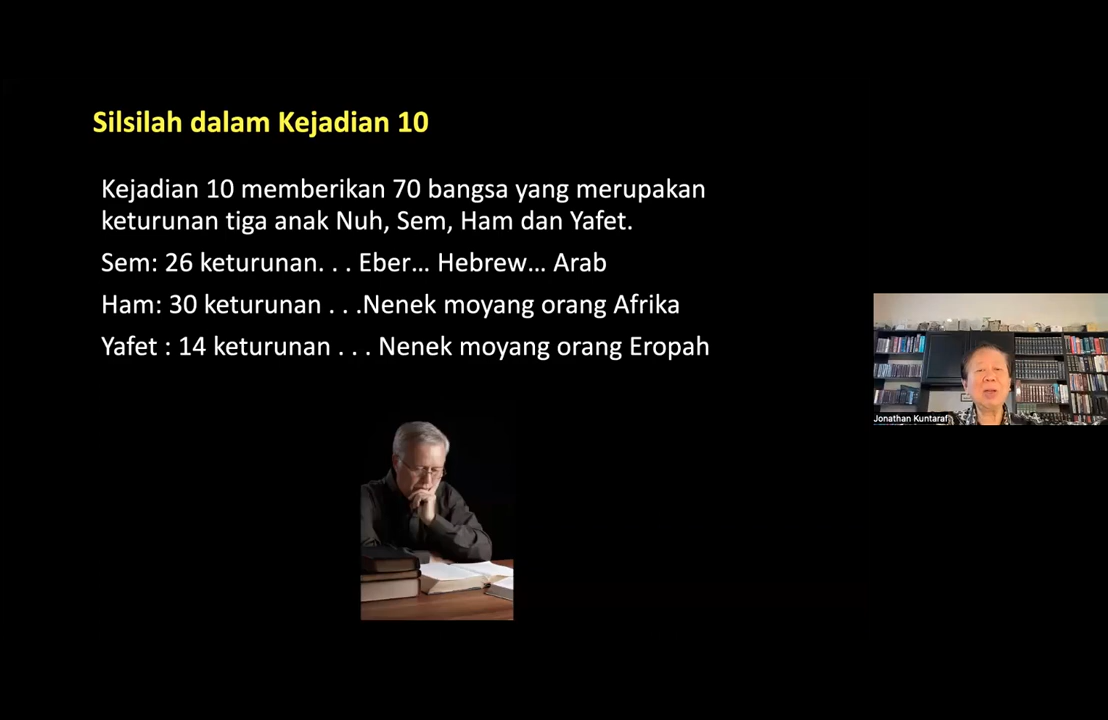 Silsilah dalam Kejadian 10
Kejadian 10 memberikan 70 bangsa yang merupakan
keturunan tiga anak Nuh, Sem, Ham dan Yafet.
Sem: 26 keturunan. . . Eber… Hebrew… Arab
Ham: 30 keturunan . . .Nenek moyang orang Afrika
Yafet : 14 keturunan . . . Nenek moyang orang Eropah
Jonathan Kuntaraf